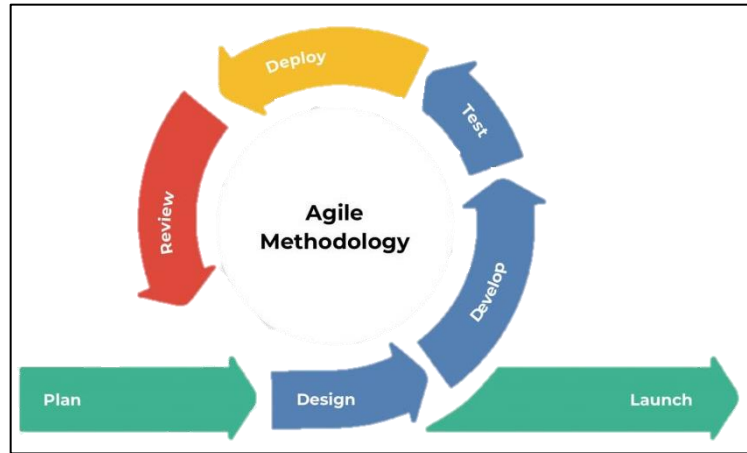 Deploy
Test
Review
Agile
Methodology
Develop
Plan
Design
Launch